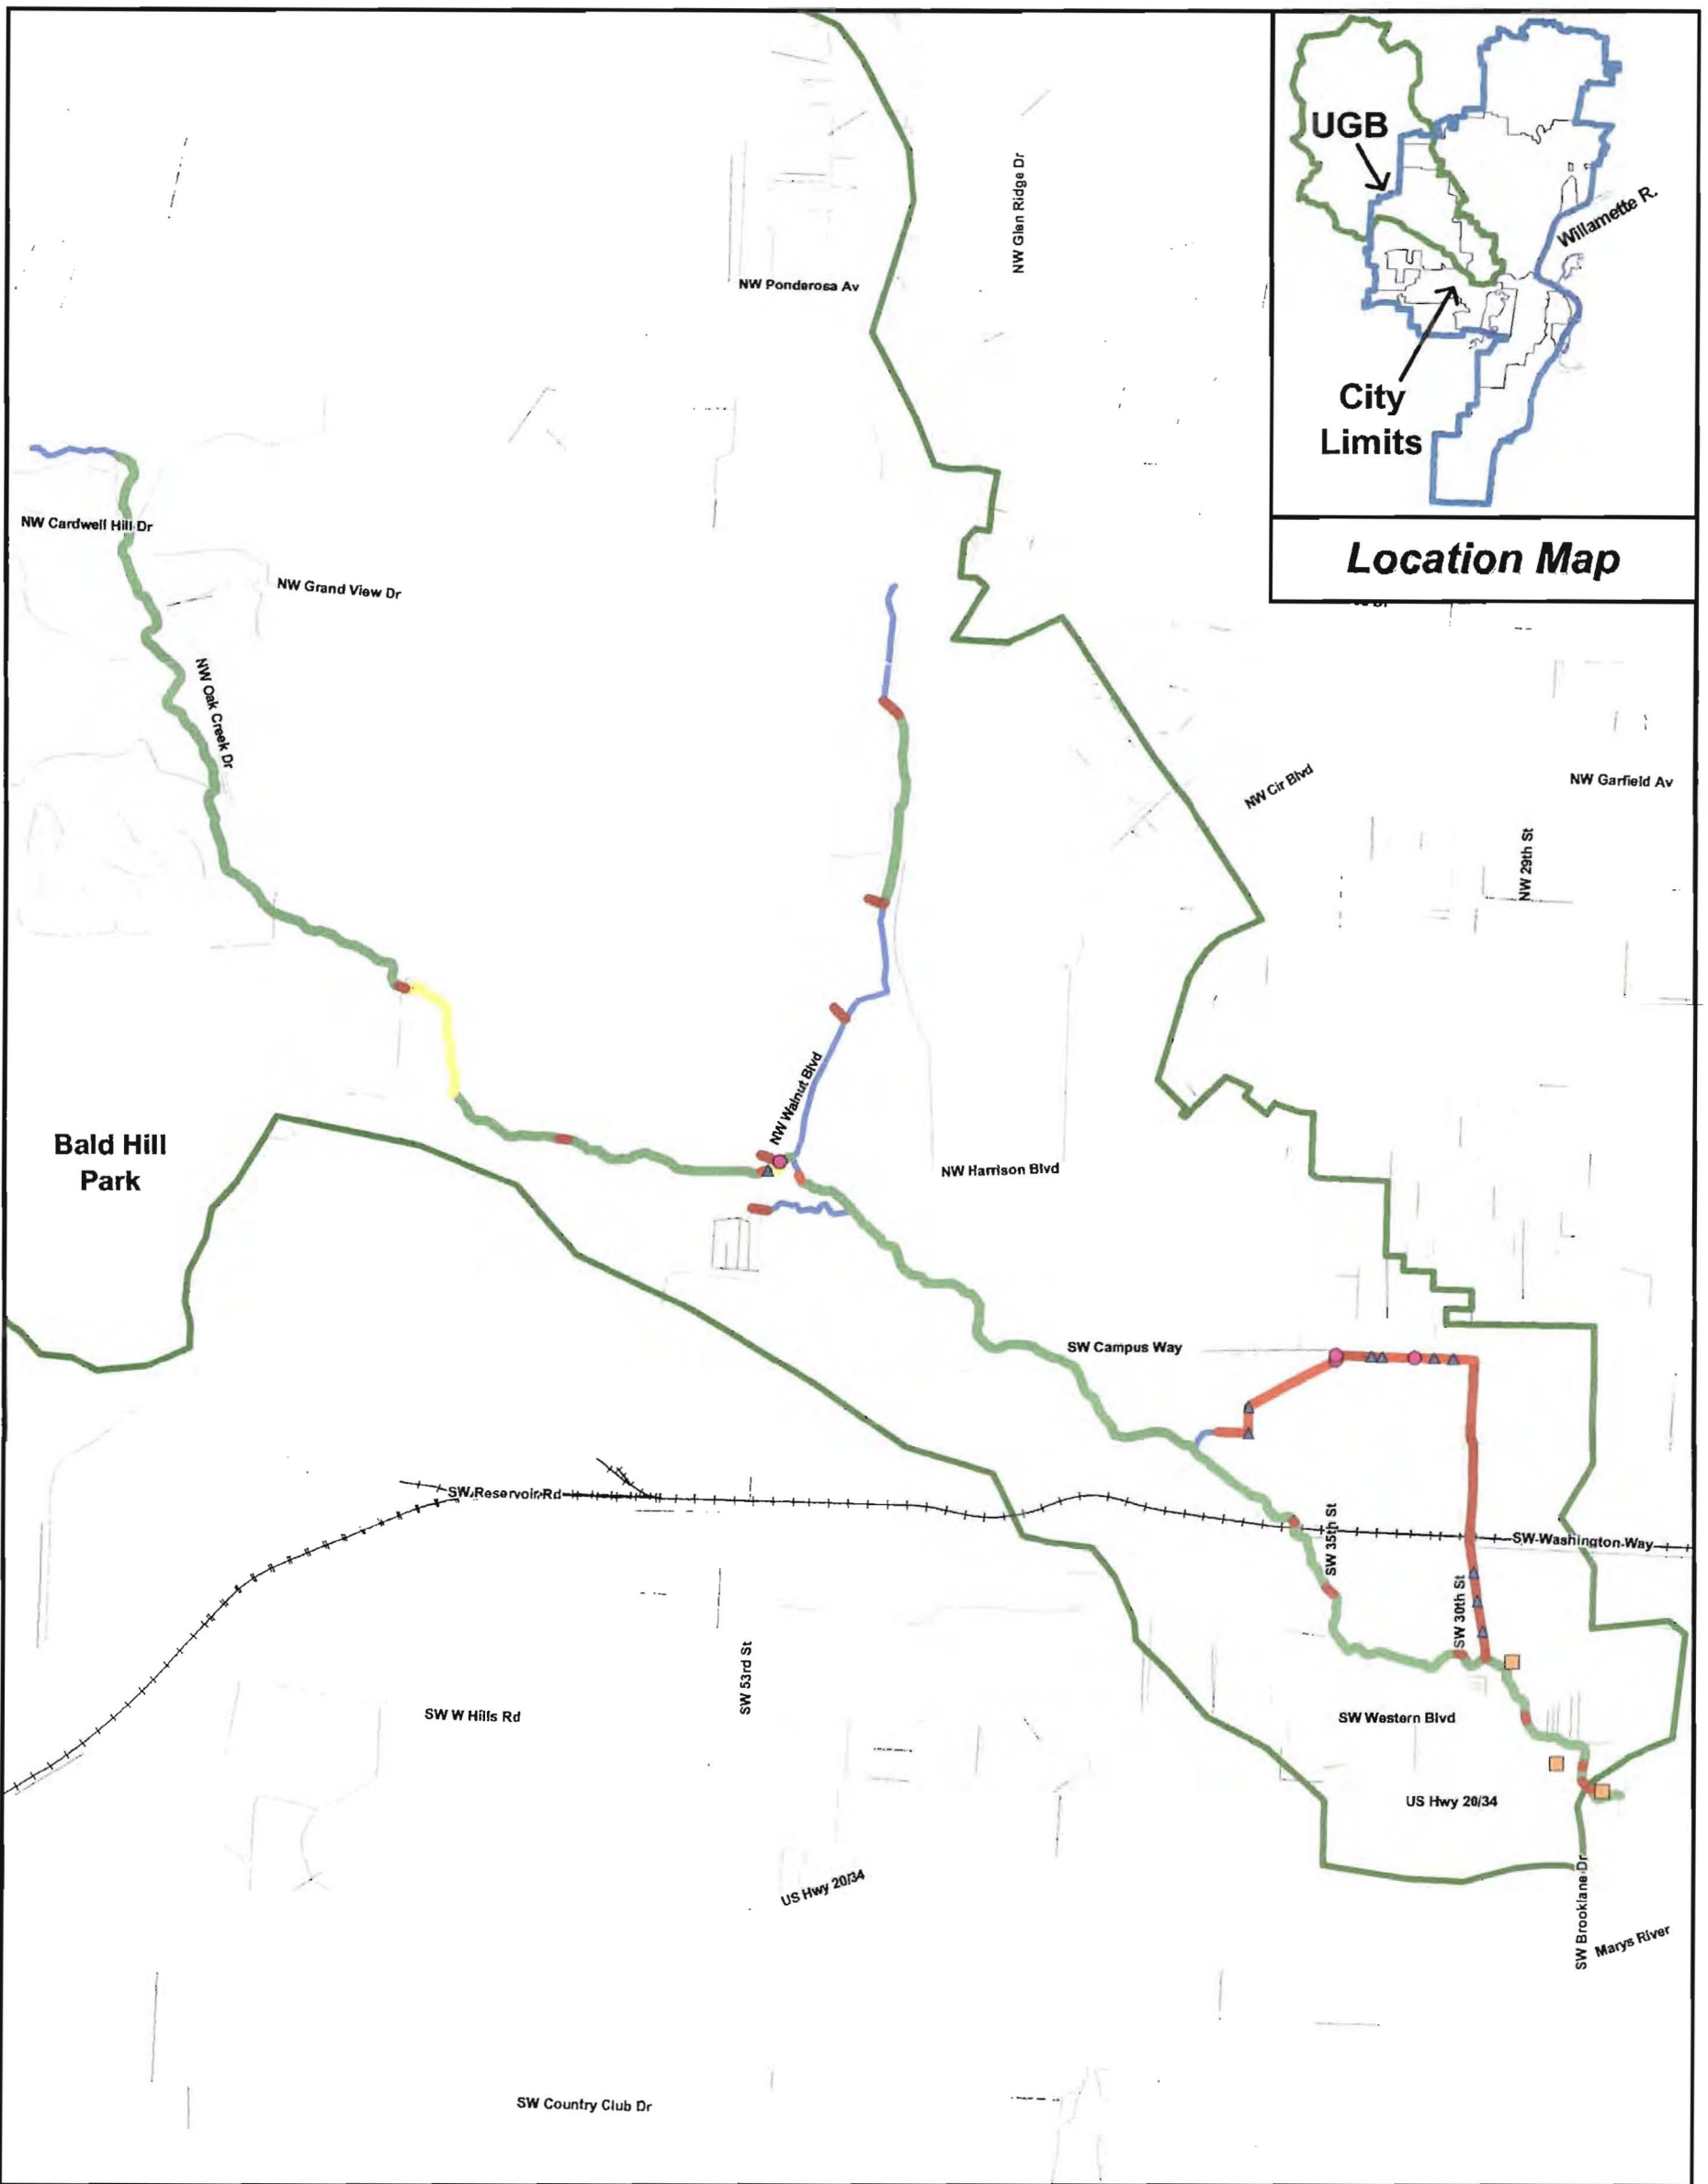 UGB
Willamette R.
City
Limits
Location Map
NW Glen Ridge Dr
NW Ponderosa Av
NW Cardwell Hill Dr
NW Grand View Dr
NW Oak Creek Dr
NW Cir Blvd
NW Garfield Av
NW 29th St
NW Walnut Blvd
Bald Hill
Park
NW Harrison Blvd
SW Campus Way
SW Reservoir Rd
SW 35th St
SW Washington Way
SW 30th St
SW 53rd St
SW W Hills Rd
SW Western Blvd
US Hwy 20/34
US Hwy 20/34
SW Brooklane Dr
Marys River
SW Country Club Dr